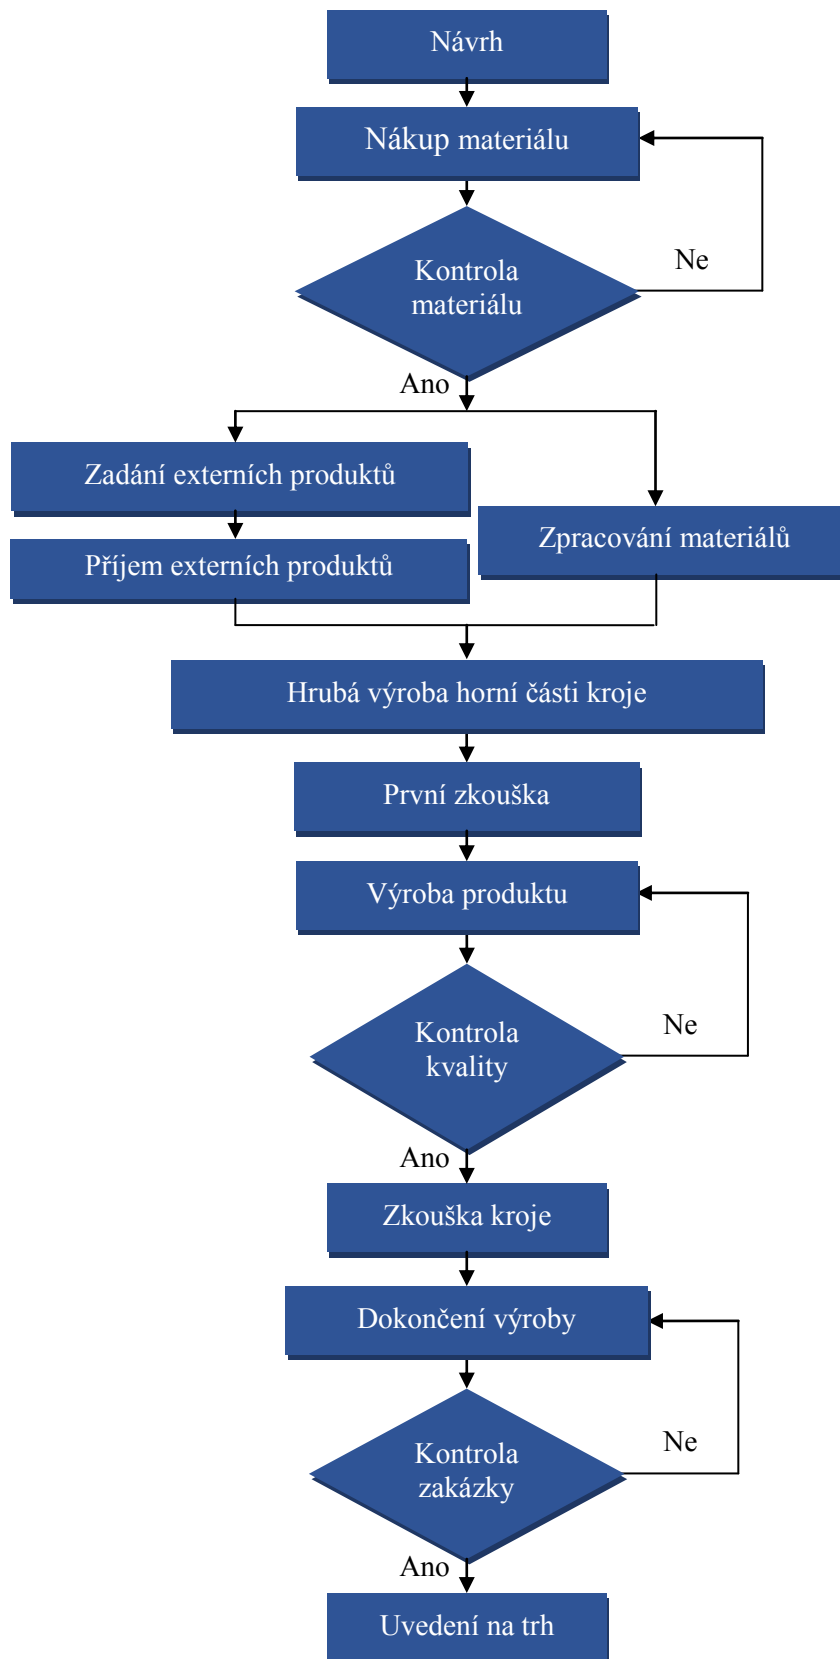 Návrh
Nákup materiálu
Kontrola
materiálu
Ne
Ano
Zadání externích produktů
Zpracování materiálů
Příjem externích produktů
Hrubá výroba horní části kroje
První zkouška
Výroba produktu
Kontrola
kvality
Ne
Ano
Zkouška kroje
Dokončení výroby
Kontrola
zakázky
Ne
Ano
Uvedení na trh